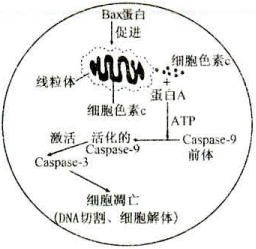 Bax蛋白
促进
细胞色素c
+
线粒体
蛋白A
细胞色素c
ATP
激活 活化的 Caspase-9
Caspase-9 前体
Caspase-3
细胞凋亡
(DNA切割、细胞解体)